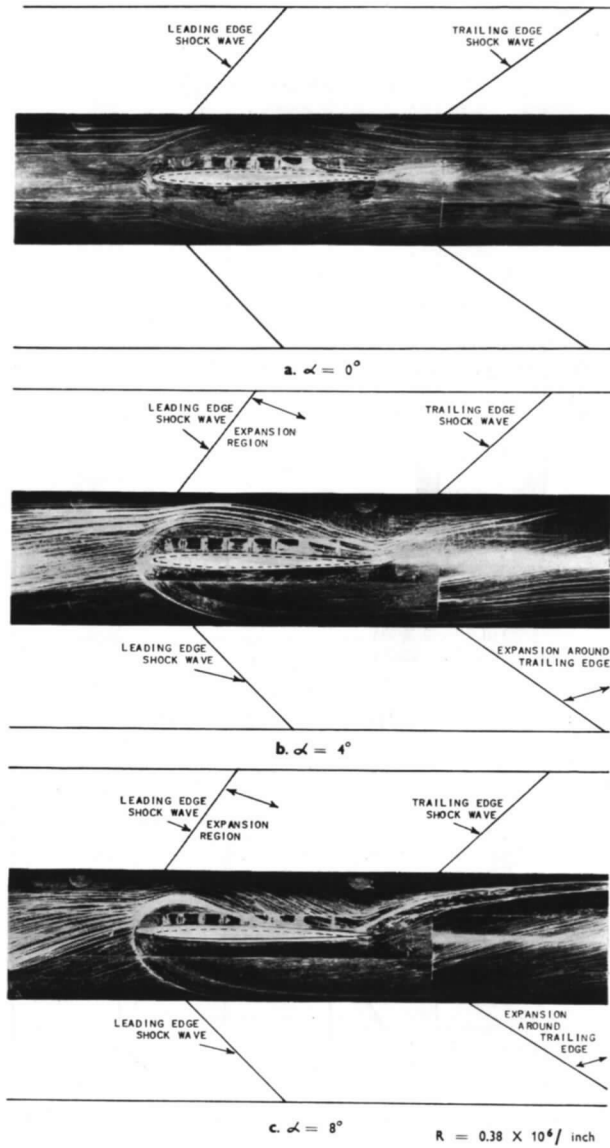 LEADING EDGE
SHOCK WAVE
TRAILING EDGE
SHOCK WAVE
a. α = 0°
LEADING EDGE
SHOCK WAVE
EXPANSION
REGION
TRAILING EDGE
SHOCK WAVE
LEADING EDGE
SHOCK WAVE
EXPANSION AROUND
TRAILING EDGE
b. α = 4°
LEADING EDGE
SHOCK WAVE
EXPANSION
REGION
TRAILING EDGE
SHOCK WAVE
LEADING EDGE
SHOCK WAVE
EXPANSION
AROUND
TRAILING
EDGE
c. α = 8°
R = 0.38 X 10⁶/ inch